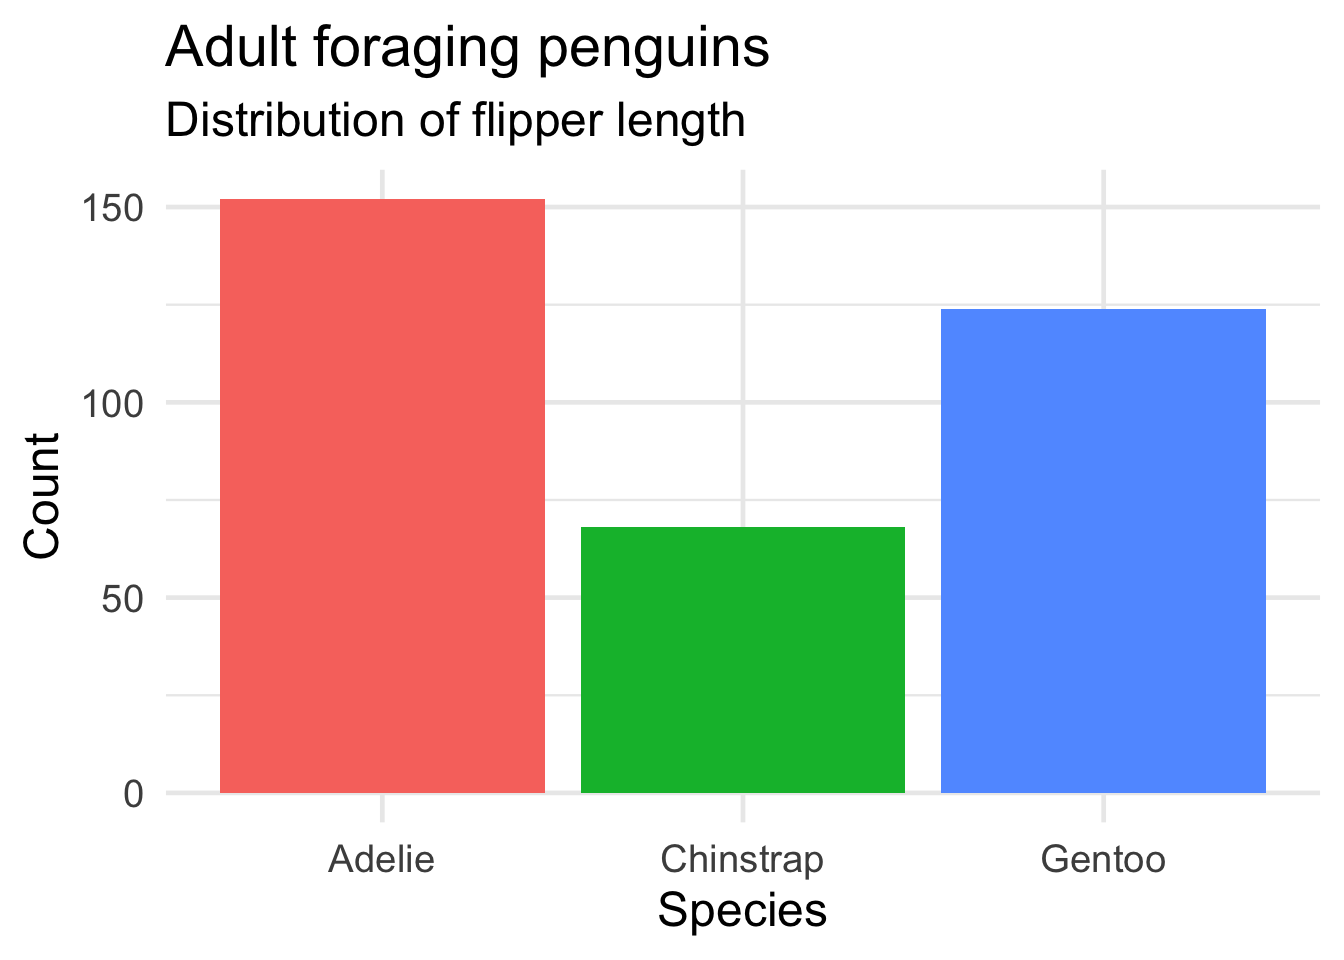 Adult foraging penguins
Distribution of flipper length
150
100
50
0
Count
Adelie Chinstrap Gentoo
Species